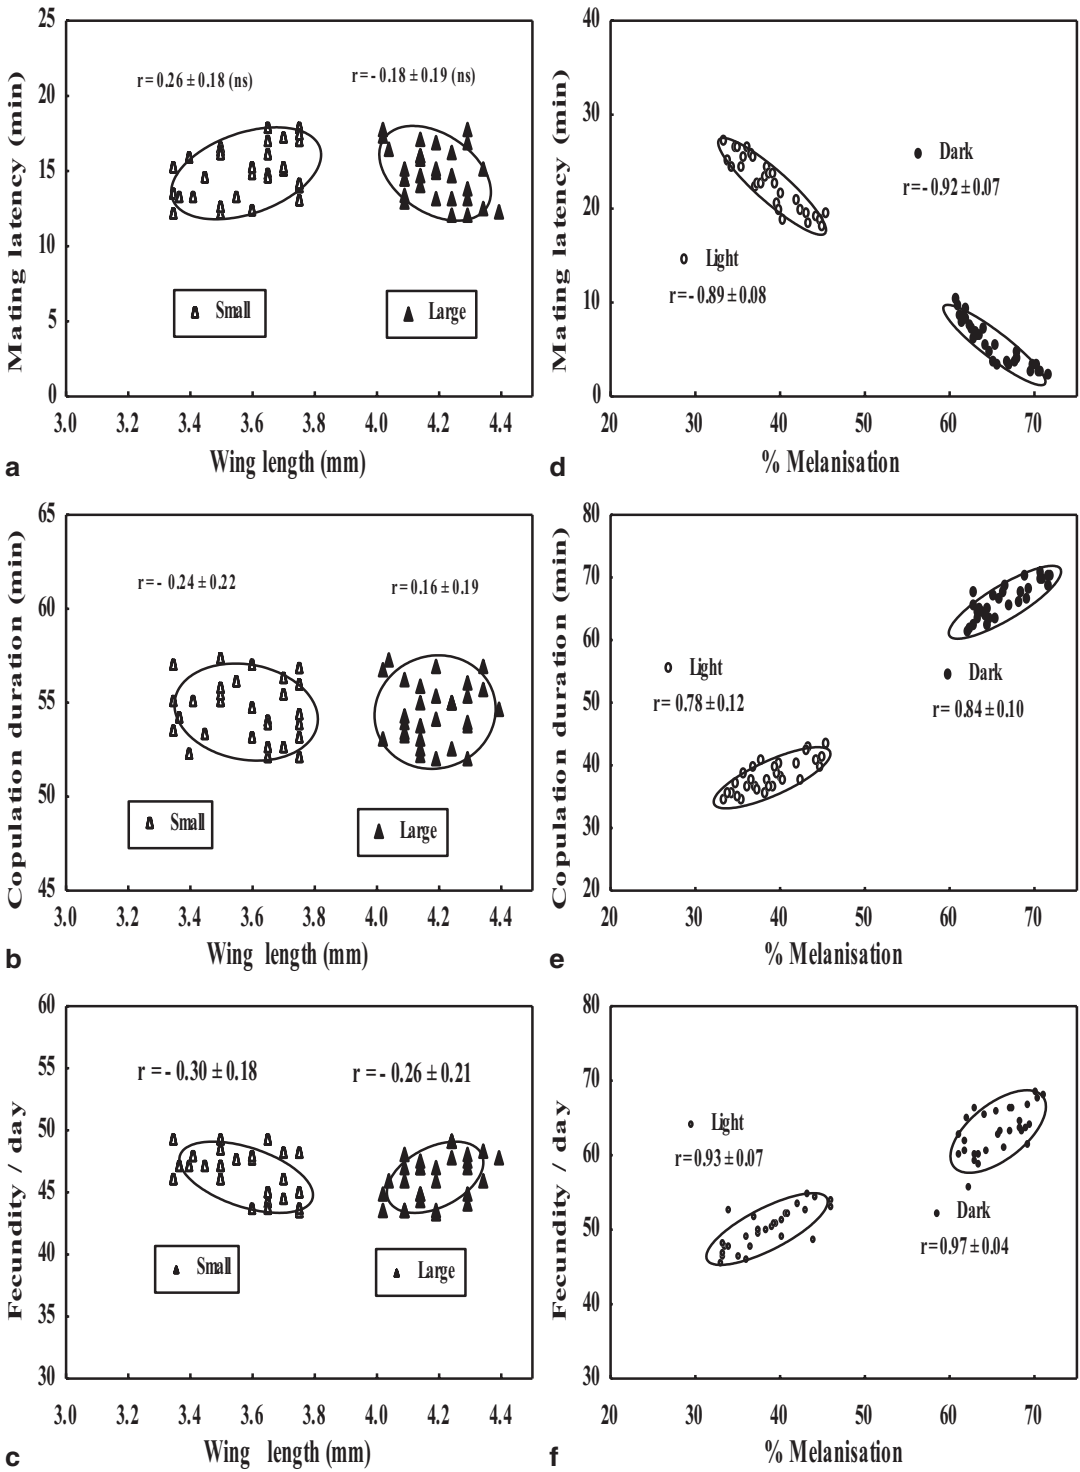 25
20
15
10
5
0
Mating latency (min)
r = 0.26 ± 0.18 (ns)
r = - 0.18 ± 0.19 (ns)
Small
Large
3.0 3.2 3.4 3.6 3.8 4.0 4.2 4.4
Wing length (mm)
a
40
30
20
10
0
Mating latency (min)
Dark
r = - 0.92 ± 0.07
Light
r = - 0.89 ± 0.08
20 30 40 50 60 70
% Melanisation
d
65
60
55
50
45
Copulation duration (min)
r = - 0.24 ± 0.22
r = 0.16 ± 0.19
Small
Large
3.0 3.2 3.4 3.6 3.8 4.0 4.2 4.4
Wing length (mm)
b
80
70
60
50
40
30
20
Copulation duration (min)
Light
r = 0.78 ± 0.12
Dark
r = 0.84 ± 0.10
20 30 40 50 60 70
% Melanisation
e
60
55
50
45
40
35
30
Fecundity / day
r = - 0.30 ± 0.18
r = - 0.26 ± 0.21
Small
Large
3.0 3.2 3.4 3.6 3.8 4.0 4.2 4.4
Wing length (mm)
c
80
70
60
50
40
30
Fecundity / day
Light
r = 0.93 ± 0.07
Dark
r = 0.97 ± 0.04
20 30 40 50 60 70
% Melanisation
f